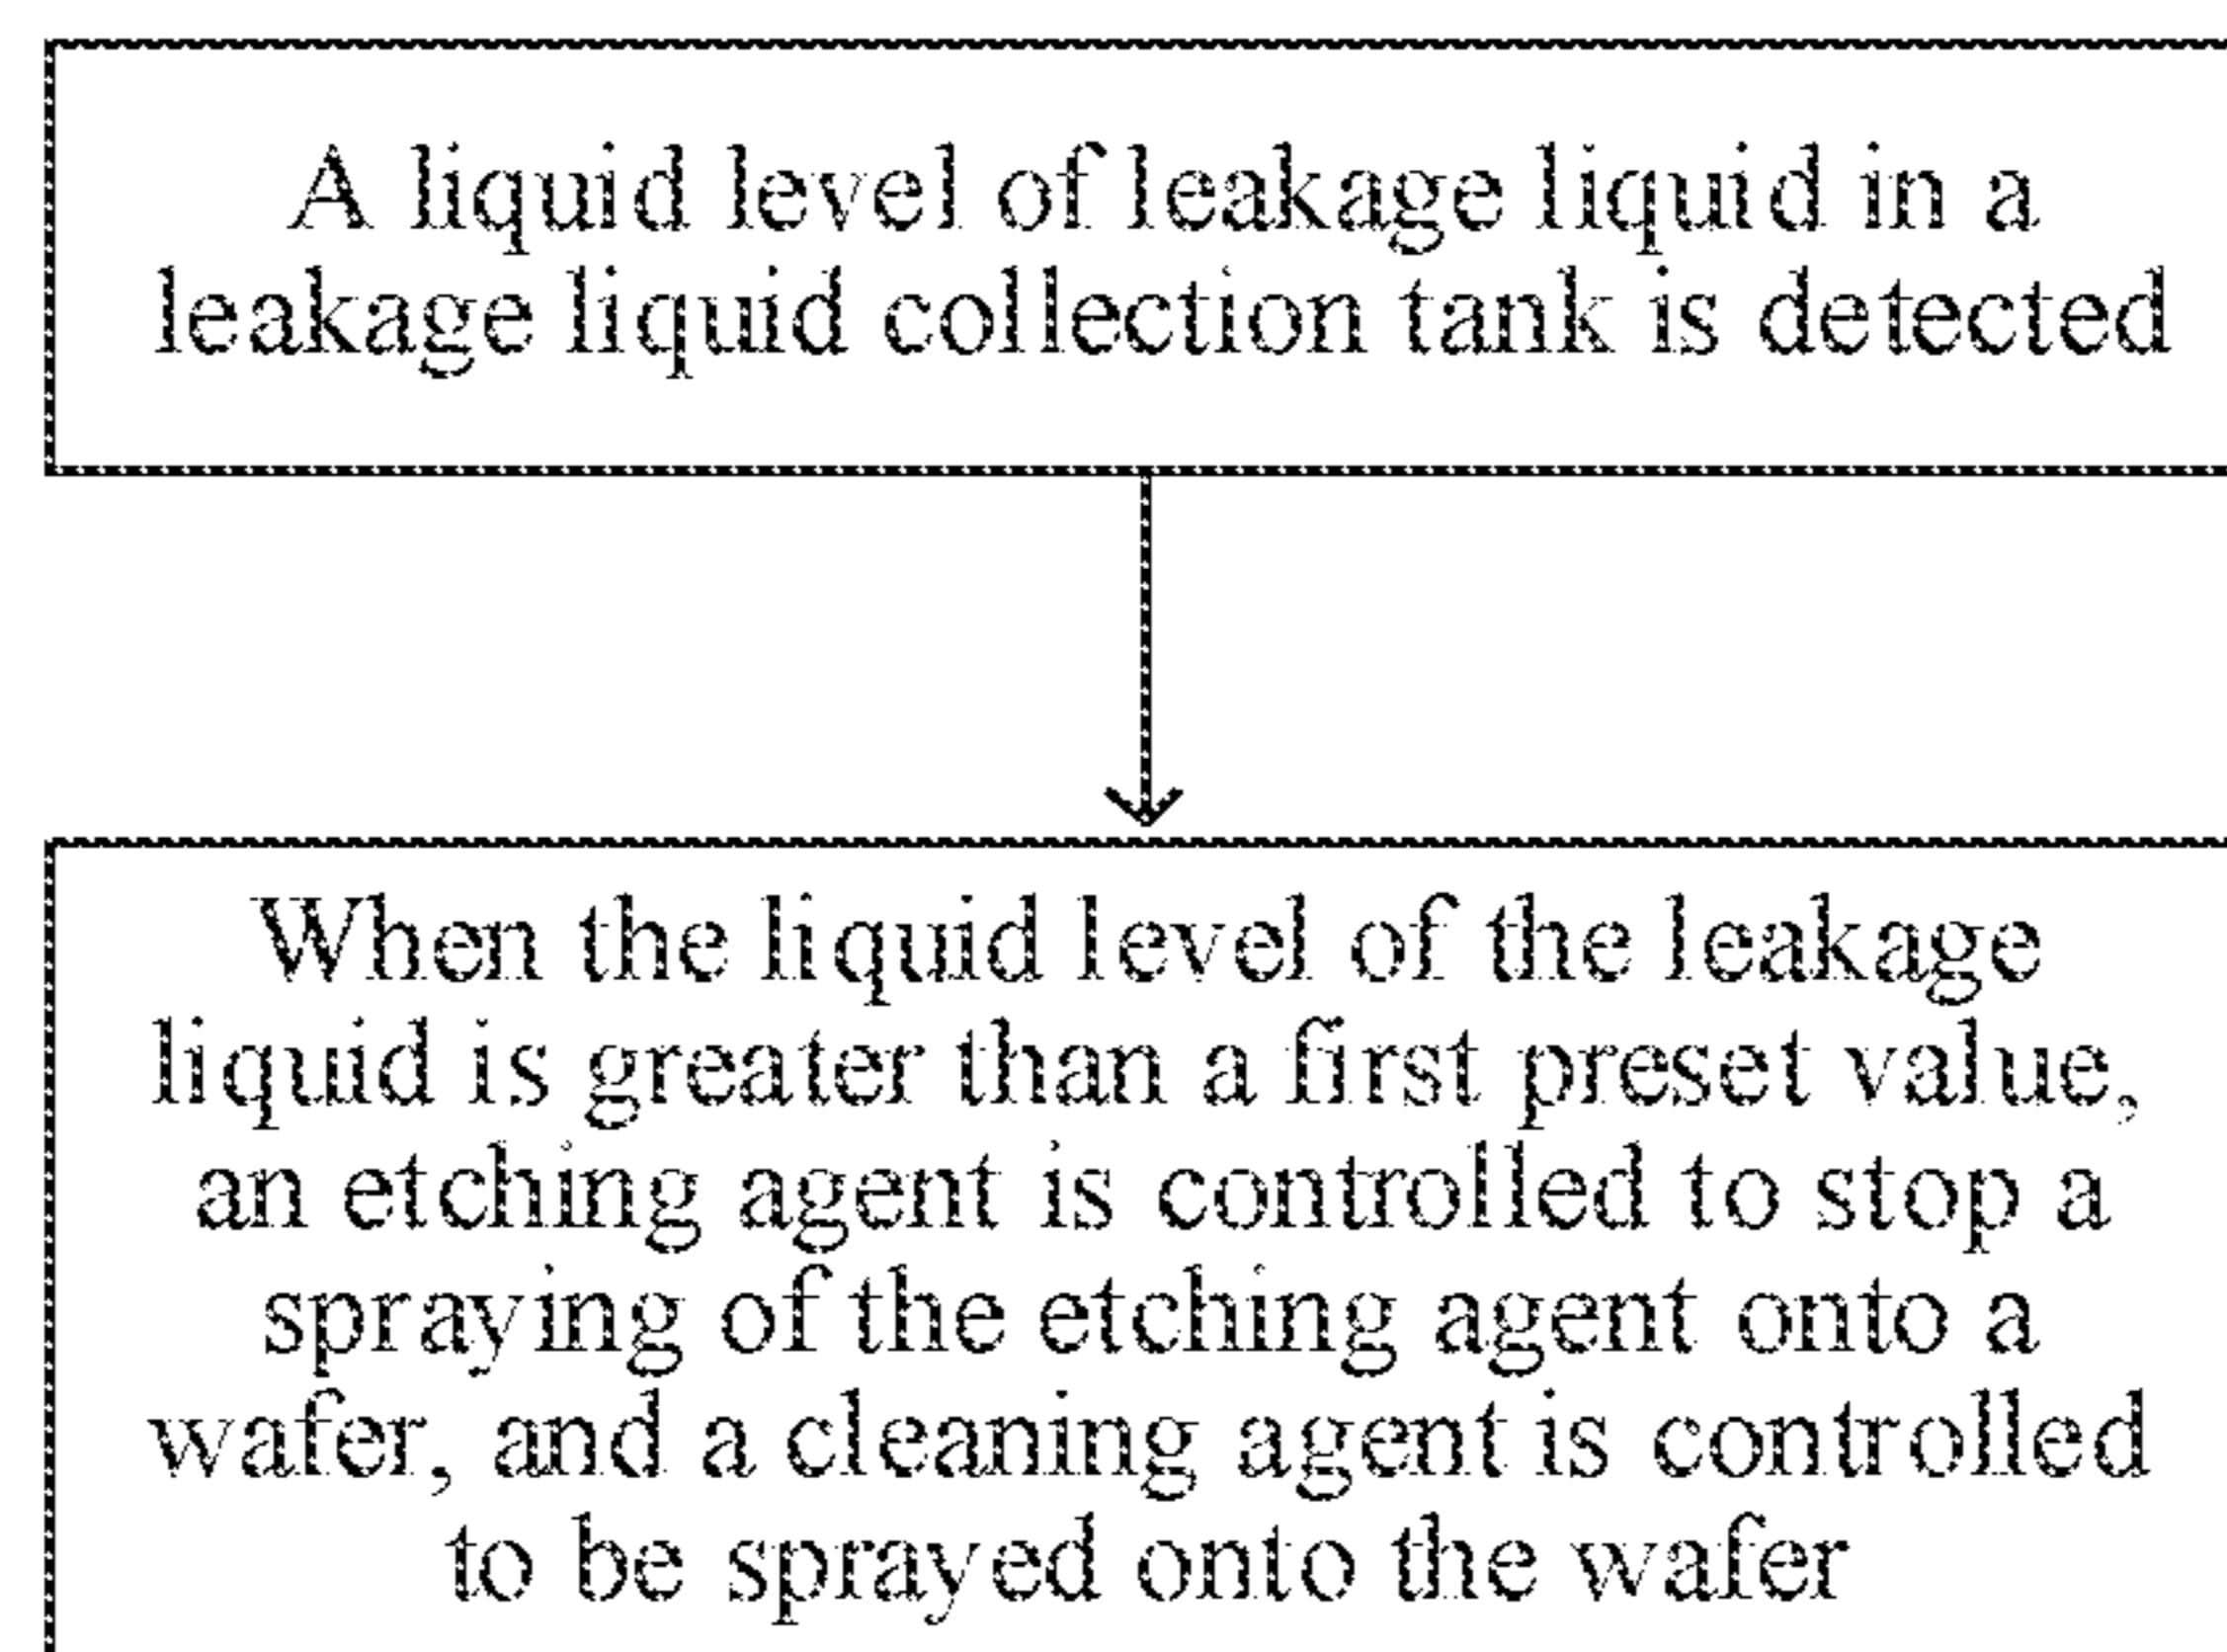 A liquid level of leakage liquid in a
leakage liquid collection tank is detected
When the liquid level of the leakage
liquid is greater than a first preset value,
an etching agent is controlled to stop a
spraying of the etching agent onto a
wafer, and a cleaning agent is controlled
to be sprayed onto the wafer